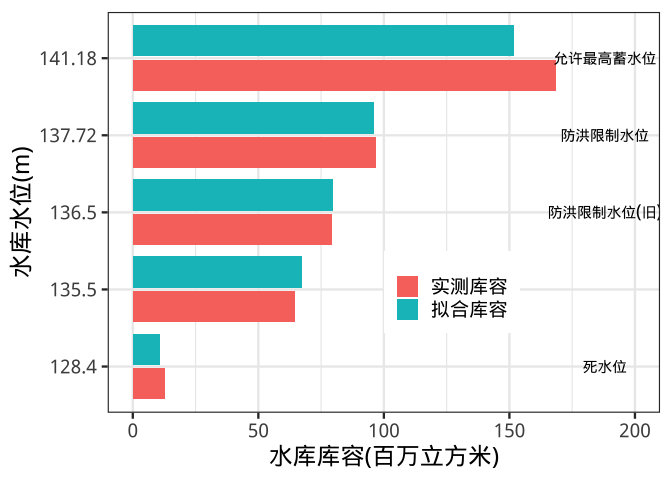 141.18
允许最高蓄水位
137.72
防洪限制水位
136.5
防洪限制水位(旧)
135.5
实测库容
拟合库容
128.4
死水位
0 50 100 150 200
水库库容(百万立方米)
水库水位(m)